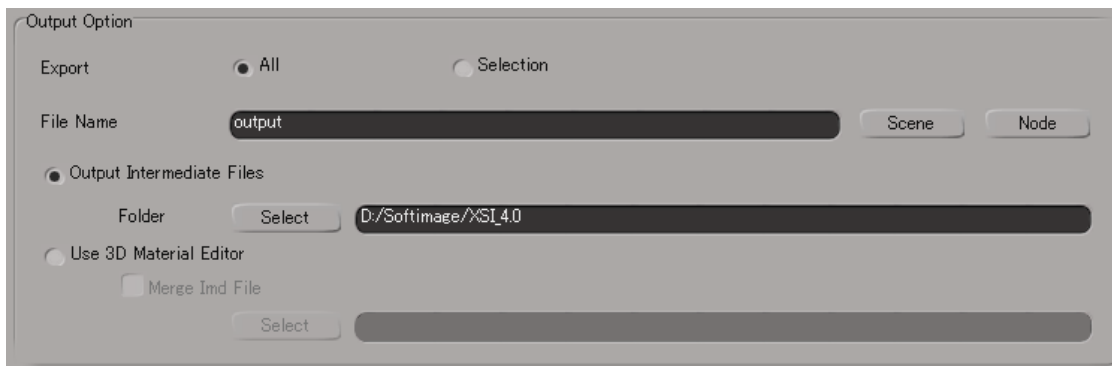 Output Option
Export All Selection
File Name output Scene Node
Output Intermediate Files
Folder Select D:/Softimage/XSI_4.0
Use 3D Material Editor
Merge Imd File
Select